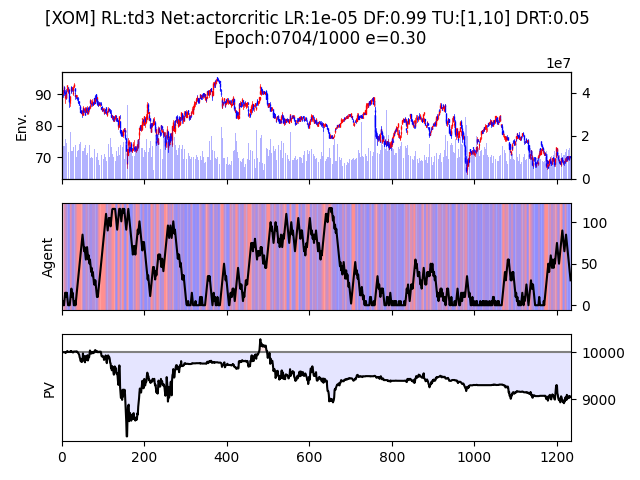 [XOM] RL:td3 Net:actorcritic LR:1e-05 DF:0.99 TU:[1,10] DRT:0.05
Epoch:0704/1000 e=0.30
1e7
Env.
90
80
70
4
2
0
Agent
100
50
0
PV
10000
9000
0 200 400 600 800 1000 1200